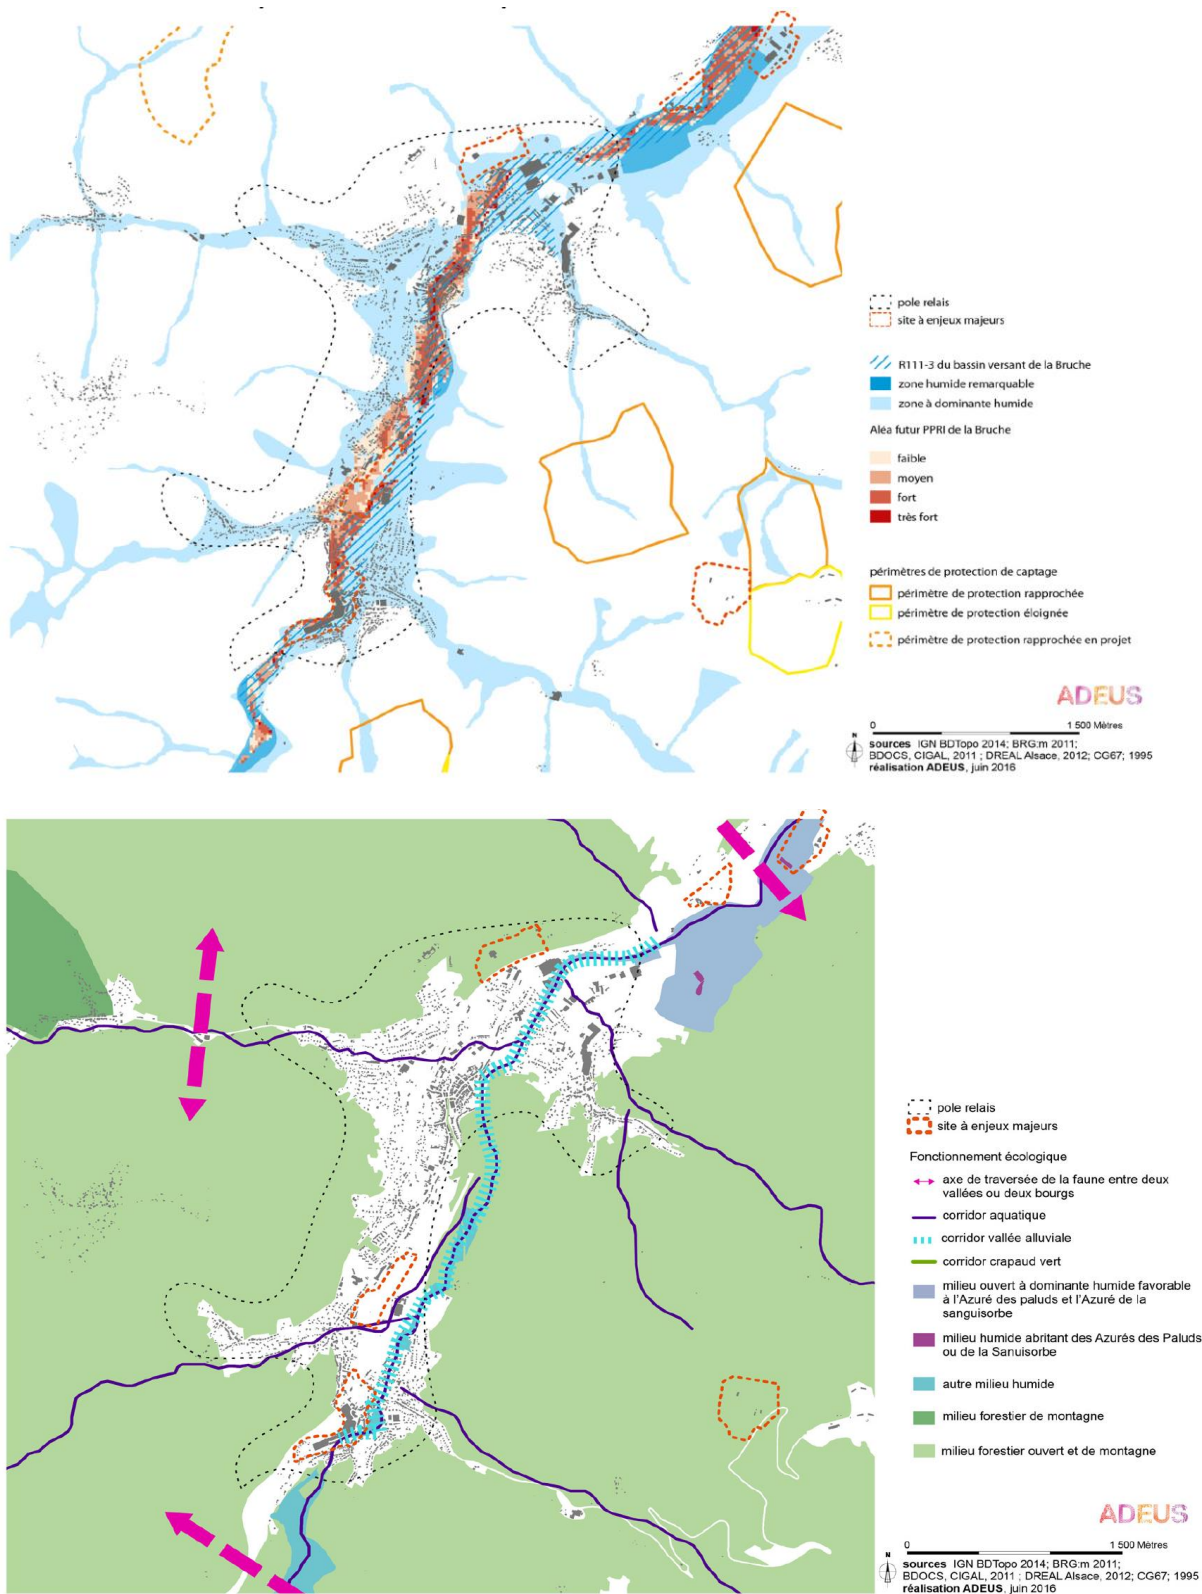 pole relais
site à enjeux majeurs
R111-3 du bassin versant de la Bruche
zone humide remarquable
zone à dominante humide
Aléa futur PPRI de la Bruche
faible
moyen
fort
très fort
périmètres de protection de captage
périmètre de protection rapprochée
périmètre de protection éloignée
périmètre de protection rapprochée en projet
ADEUS
0 1 500 Mètres
N
sources IGN BDTopo 2014; BRG:m 2011;
BDOCS, CIGAL, 2011 ; DREAL Alsace, 2012; CG67; 1995
réalisation ADEUS, juin 2016
pole relais
site à enjeux majeurs
Fonctionnement écologique
axe de traversée de la faune entre deux
vallées ou deux bourgs
corridor aquatique
corridor vallée alluviale
corridor crapaud vert
milieu ouvert à dominante humide favorable
à l'Azuré des paluds et l'Azuré de la
sanguisorbe
milieu humide abritant des Azurés des Paluds
ou de la Sanuisorbe
autre milieu humide
milieu forestier de montagne
milieu forestier ouvert et de montagne
ADEUS
0 1 500 Mètres
N
sources IGN BDTopo 2014; BRG:m 2011;
BDOCS, CIGAL, 2011 ; DREAL Alsace, 2012; CG67; 1995
réalisation ADEUS, juin 2016